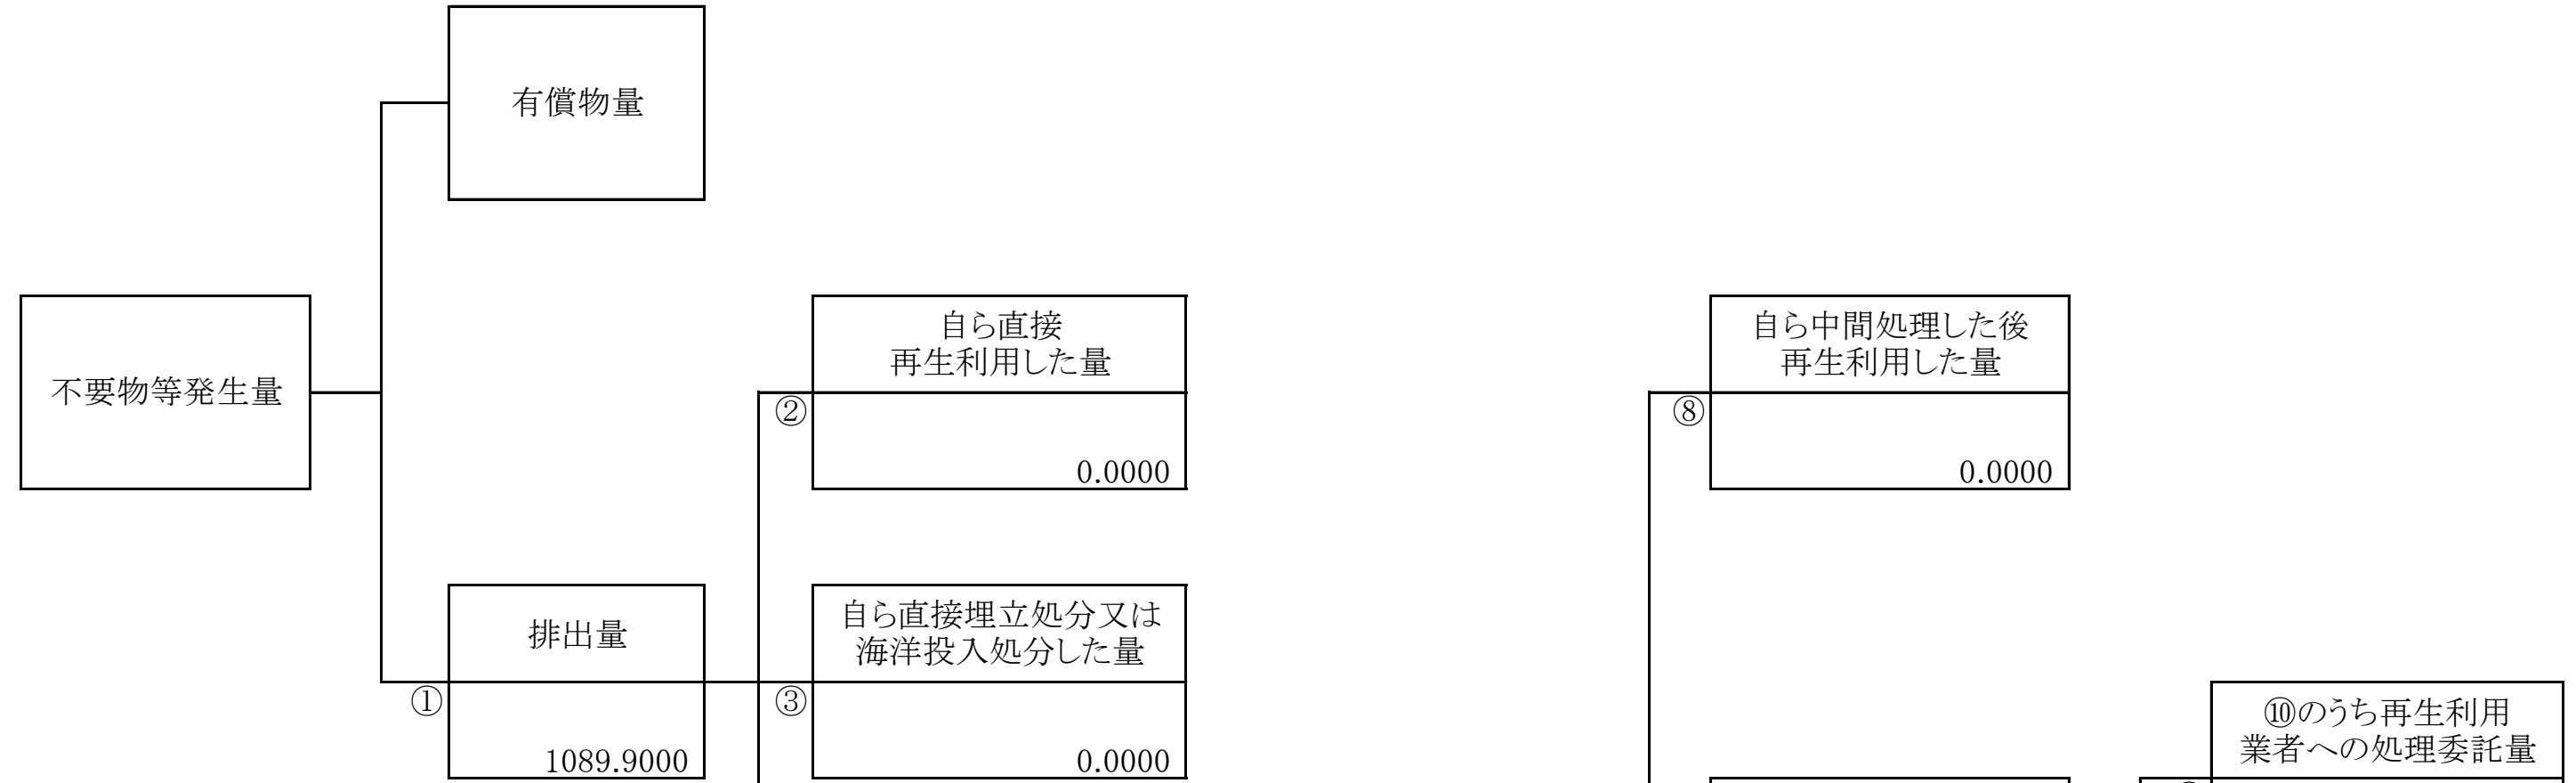 有償物量
不要物等発生量
自ら直接
再生利用した量
②
0.0000
自ら中間処理した後
再生利用した量
⑧
0.0000
排出量
①
1089.9000
自ら直接埋立処分又は
海洋投入処分した量
③
0.0000
⑩のうち再生利用
業者への処理委託量